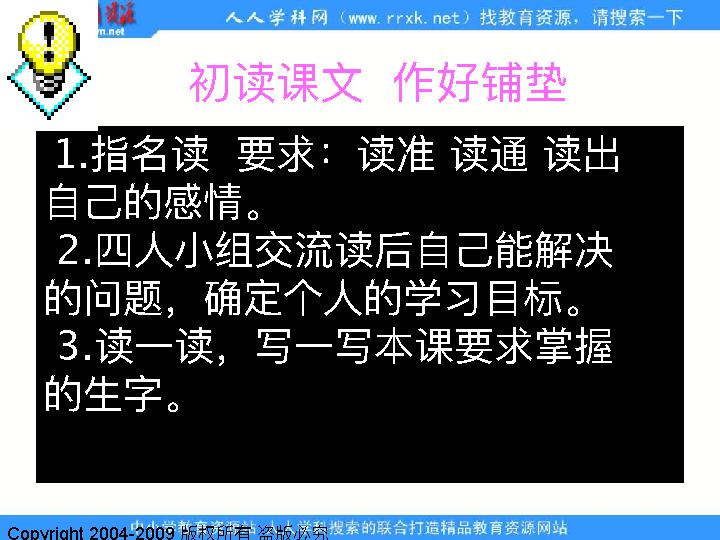 人人学科网（www.rrxk.net）找教育资源，请搜索一下
初读课文 作好铺垫
1.指名读 要求：读准 读通 读出
自己的感情。
2.四人小组交流读后自己能解决
的问题，确定个人的学习目标。
3.读一读，写一写本课要求掌握
的生字。
中小学教育资源站:人人学科搜索的联合打造精品教育资源网站
Copyright 2004-2009 版权所有 盗版必究